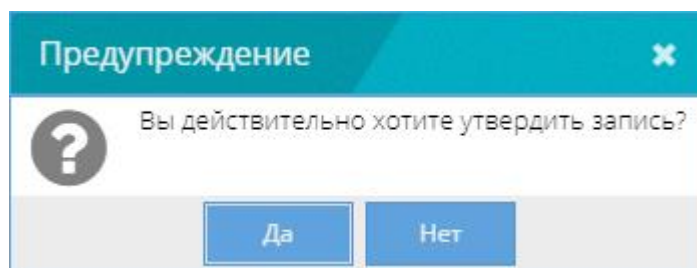 Предупреждение
Вы действительно хотите утвердить запись?
Да
Нет